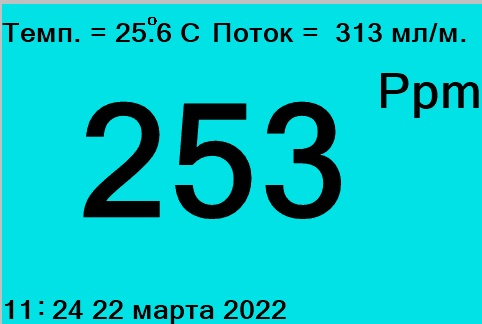 Темп. = 25.6 °C Поток = 313 мл/м.
Ppm
253
11: 24 22 марта 2022